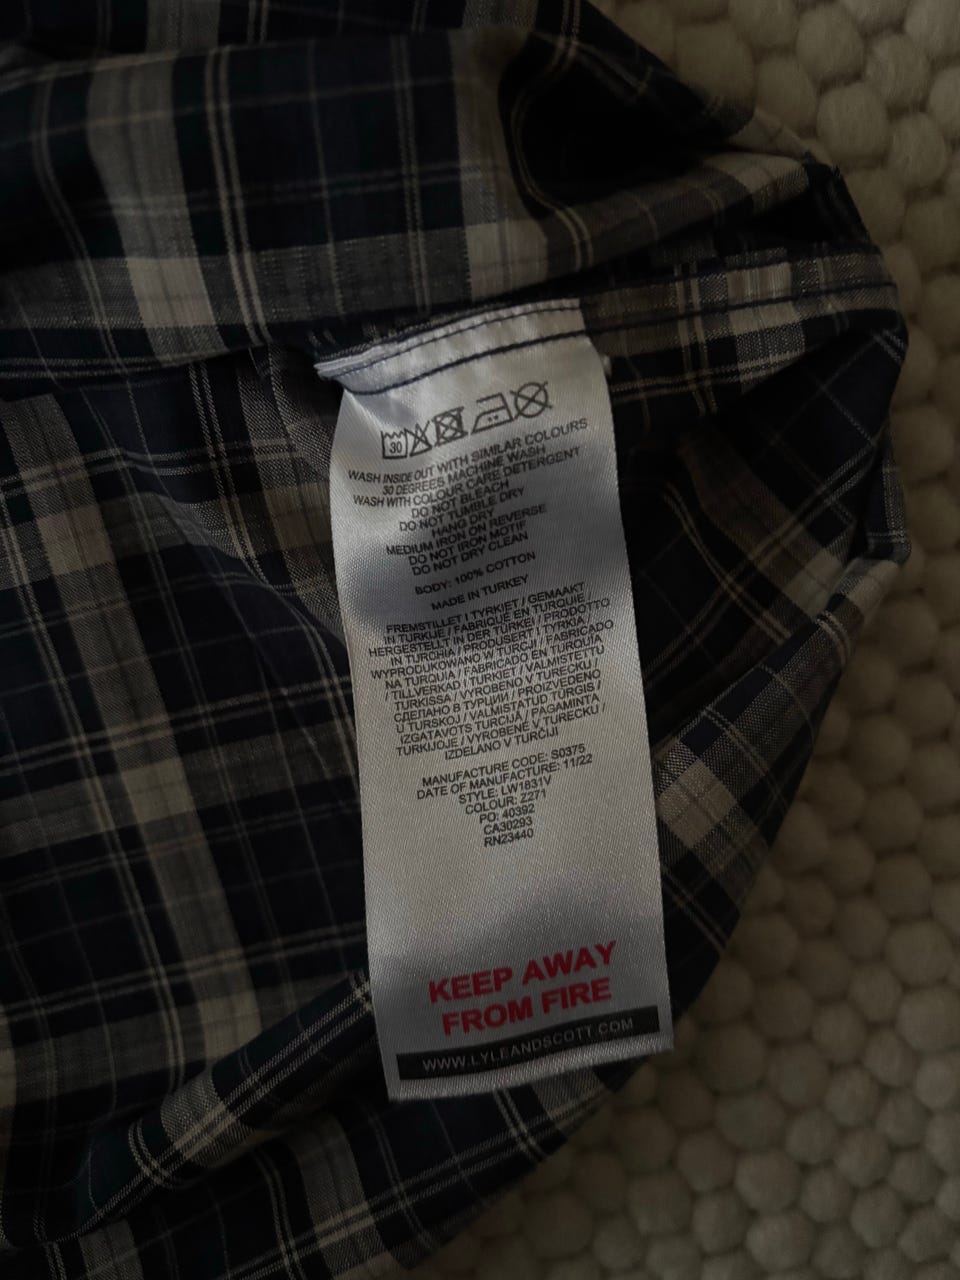 30
WASH INSIDE OUT WITH SIMILAR COLOURS
30 DEGREES MACHINE WASH
WASH WITH COLOUR CARE DETERGENT
DO NOT BLEACH
DO NOT TUMBLE DRY
HANG DRY
MEDIUM IRON ON REVERSE
DO NOT IRON MOTIF
DO NOT DRY CLEAN
BODY: 100% COTTON
MADE IN TURKEY
FREMSTILLET I TYRKIET / GEMAAKT
IN TURKIJE / FABRIQUÉ EN TURQUIE /
HERGESTELLT IN DER TÜRKEI / PRODOTTO
IN TURCHIA / PRODUSERT I TYRKIA /
WYPRODUKOWANO W TURCJI / FABRICADO
NA TURQUIA / FABRICADO EN TURQUÍA
/ TILLVERKAD I TURKIET / VALMISTETTU
TURKISSA / VYROBENO V TURECKU /
СДЕЛАНО В ТУРЦИИ / PROIZVEDENO
U TURSKOJ / VALMISTATUD TÜRGIS /
IZGATAVOTS TURCIJA / PAGAMINTA
TURKIJOJE / VYROBENÉ V TURECKU /
IZDELANO V TURČIJI
MANUFACTURE CODE: S0375
DATE OF MANUFACTURE: 11/22
STYLE: LW1831V
COLOUR: Z271
PO: 40392
CA30293
RN23440
KEEP AWAY
FROM FIRE
WWW.LYLEANDSCOTT.COM